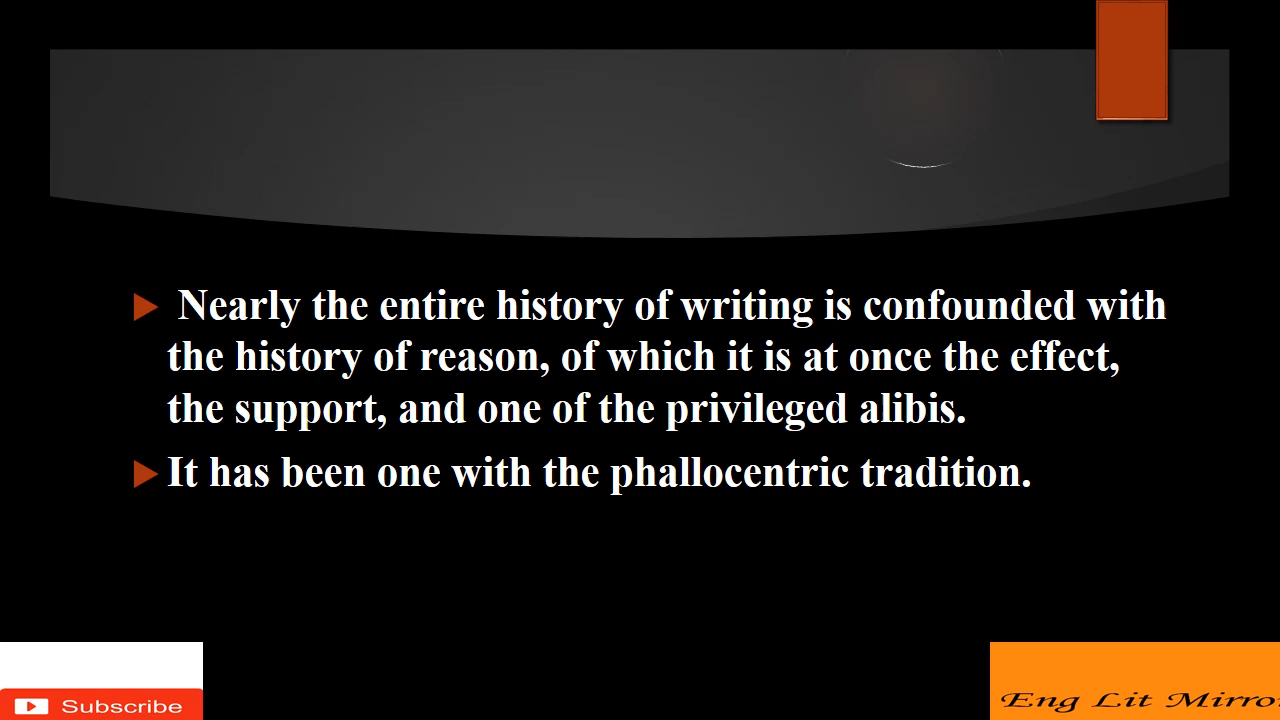 Nearly the entire history of writing is confounded with
the history of reason, of which it is at once the effect,
the support, and one of the privileged alibis.
It has been one with the phallocentric tradition.
Subscribe
Eng Lit Mirro